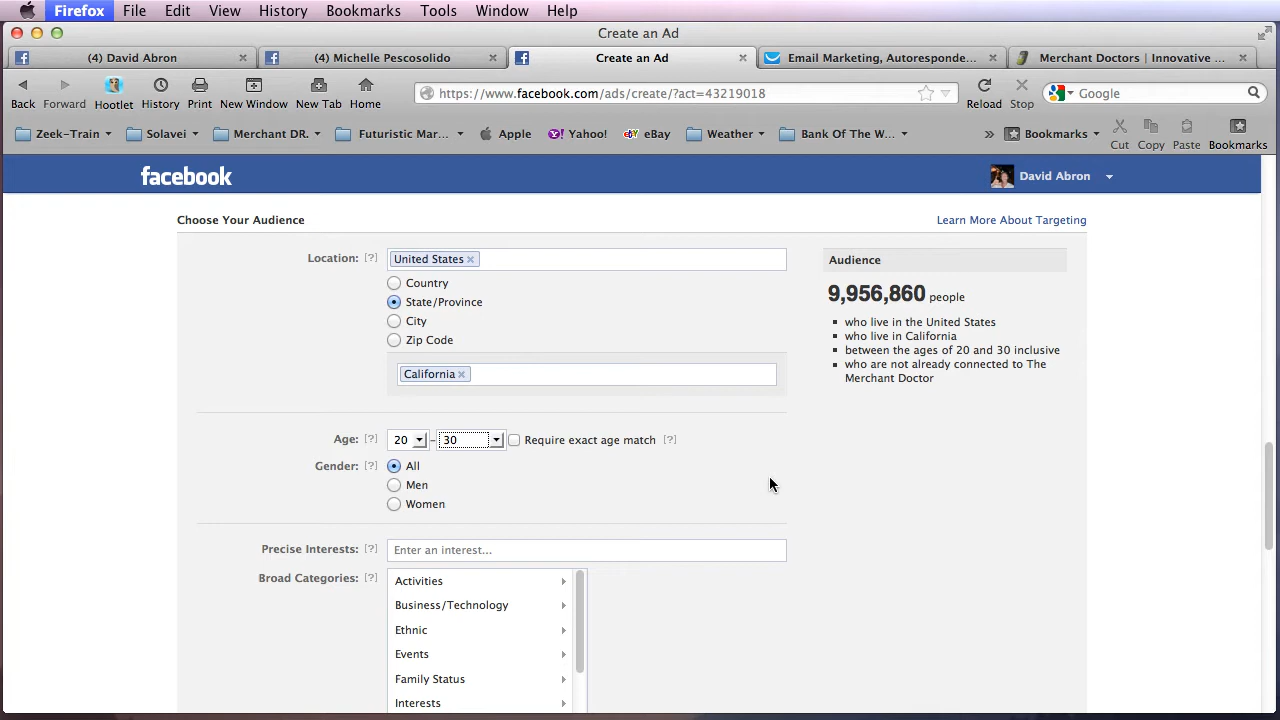 Firefox File Edit View History Bookmarks Tools Window Help
Create an Ad
(4) David Abron (4) Michelle Pescosolido Create an Ad Email Marketing, Autoresponde... Merchant Doctors | Innovative ...
https://www.facebook.com/ads/create/?act=43219018 Google
Back Forward Hootlet History Print New Window New Tab Home Reload Stop
Zeek-Train Solavei Merchant DR. Futuristic Mar... Apple Yahoo! eBay Weather Bank Of The W... » Bookmarks Cut Copy Paste Bookmarks
facebook David Abron
Choose Your Audience Learn More About Targeting
Location: [?] United States
Audience
Country
9,956,860 people
State/Province
City
Zip Code
who live in the United States
who live in California
between the ages of 20 and 30 inclusive
who are not already connected to The
Merchant Doctor
California
Age: [?] 20 – 30 Require exact age match [?]
Gender: [?] All
Men
Women
Precise Interests: [?] Enter an interest...
Broad Categories: [?] Activities
Business/Technology
Ethnic
Events
Family Status
Interests